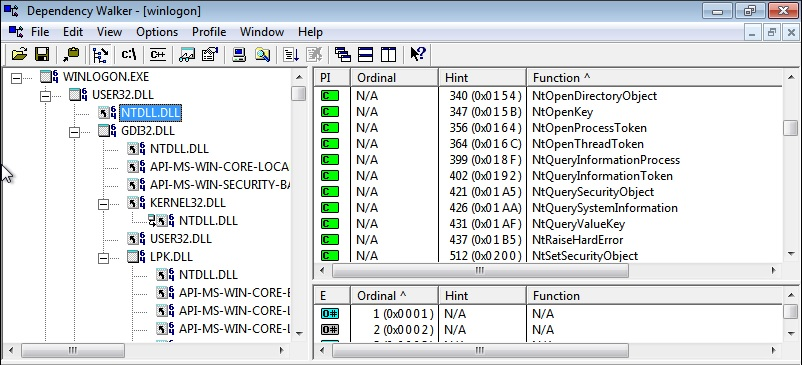 Dependency Walker - [winlogon]
File Edit View Options Profile Window Help
C:\ C++
WINLOGON.EXE
USER32.DLL
NTDLL.DLL
GDI32.DLL
NTDLL.DLL
API-MS-WIN-CORE-LOCA
API-MS-WIN-SECURITY-BA
KERNEL32.DLL
NTDLL.DLL
USER32.DLL
LPK.DLL
NTDLL.DLL
API-MS-WIN-CORE-E
API-MS-WIN-CORE-L
API-MS-WIN-CORE-L
PI Ordinal Hint Function ^
C N/A 340 (0x0154) NtOpenDirectoryObject
C N/A 347 (0x015B) NtOpenKey
C N/A 356 (0x0164) NtOpenProcessToken
C N/A 364 (0x016C) NtOpenThreadToken
C N/A 399 (0x018F) NtQueryInformationProcess
C N/A 402 (0x0192) NtQueryInformationToken
C N/A 421 (0x01A5) NtQuerySecurityObject
C N/A 426 (0x01AA) NtQuerySystemInformation
C N/A 431 (0x01AF) NtQueryValueKey
C N/A 437 (0x01B5) NtRaiseHardError
C N/A 512 (0x0200) NtSetSecurityObject
E Ordinal ^ Hint Function
O# 1 (0x0001) N/A N/A
O# 2 (0x0002) N/A N/A